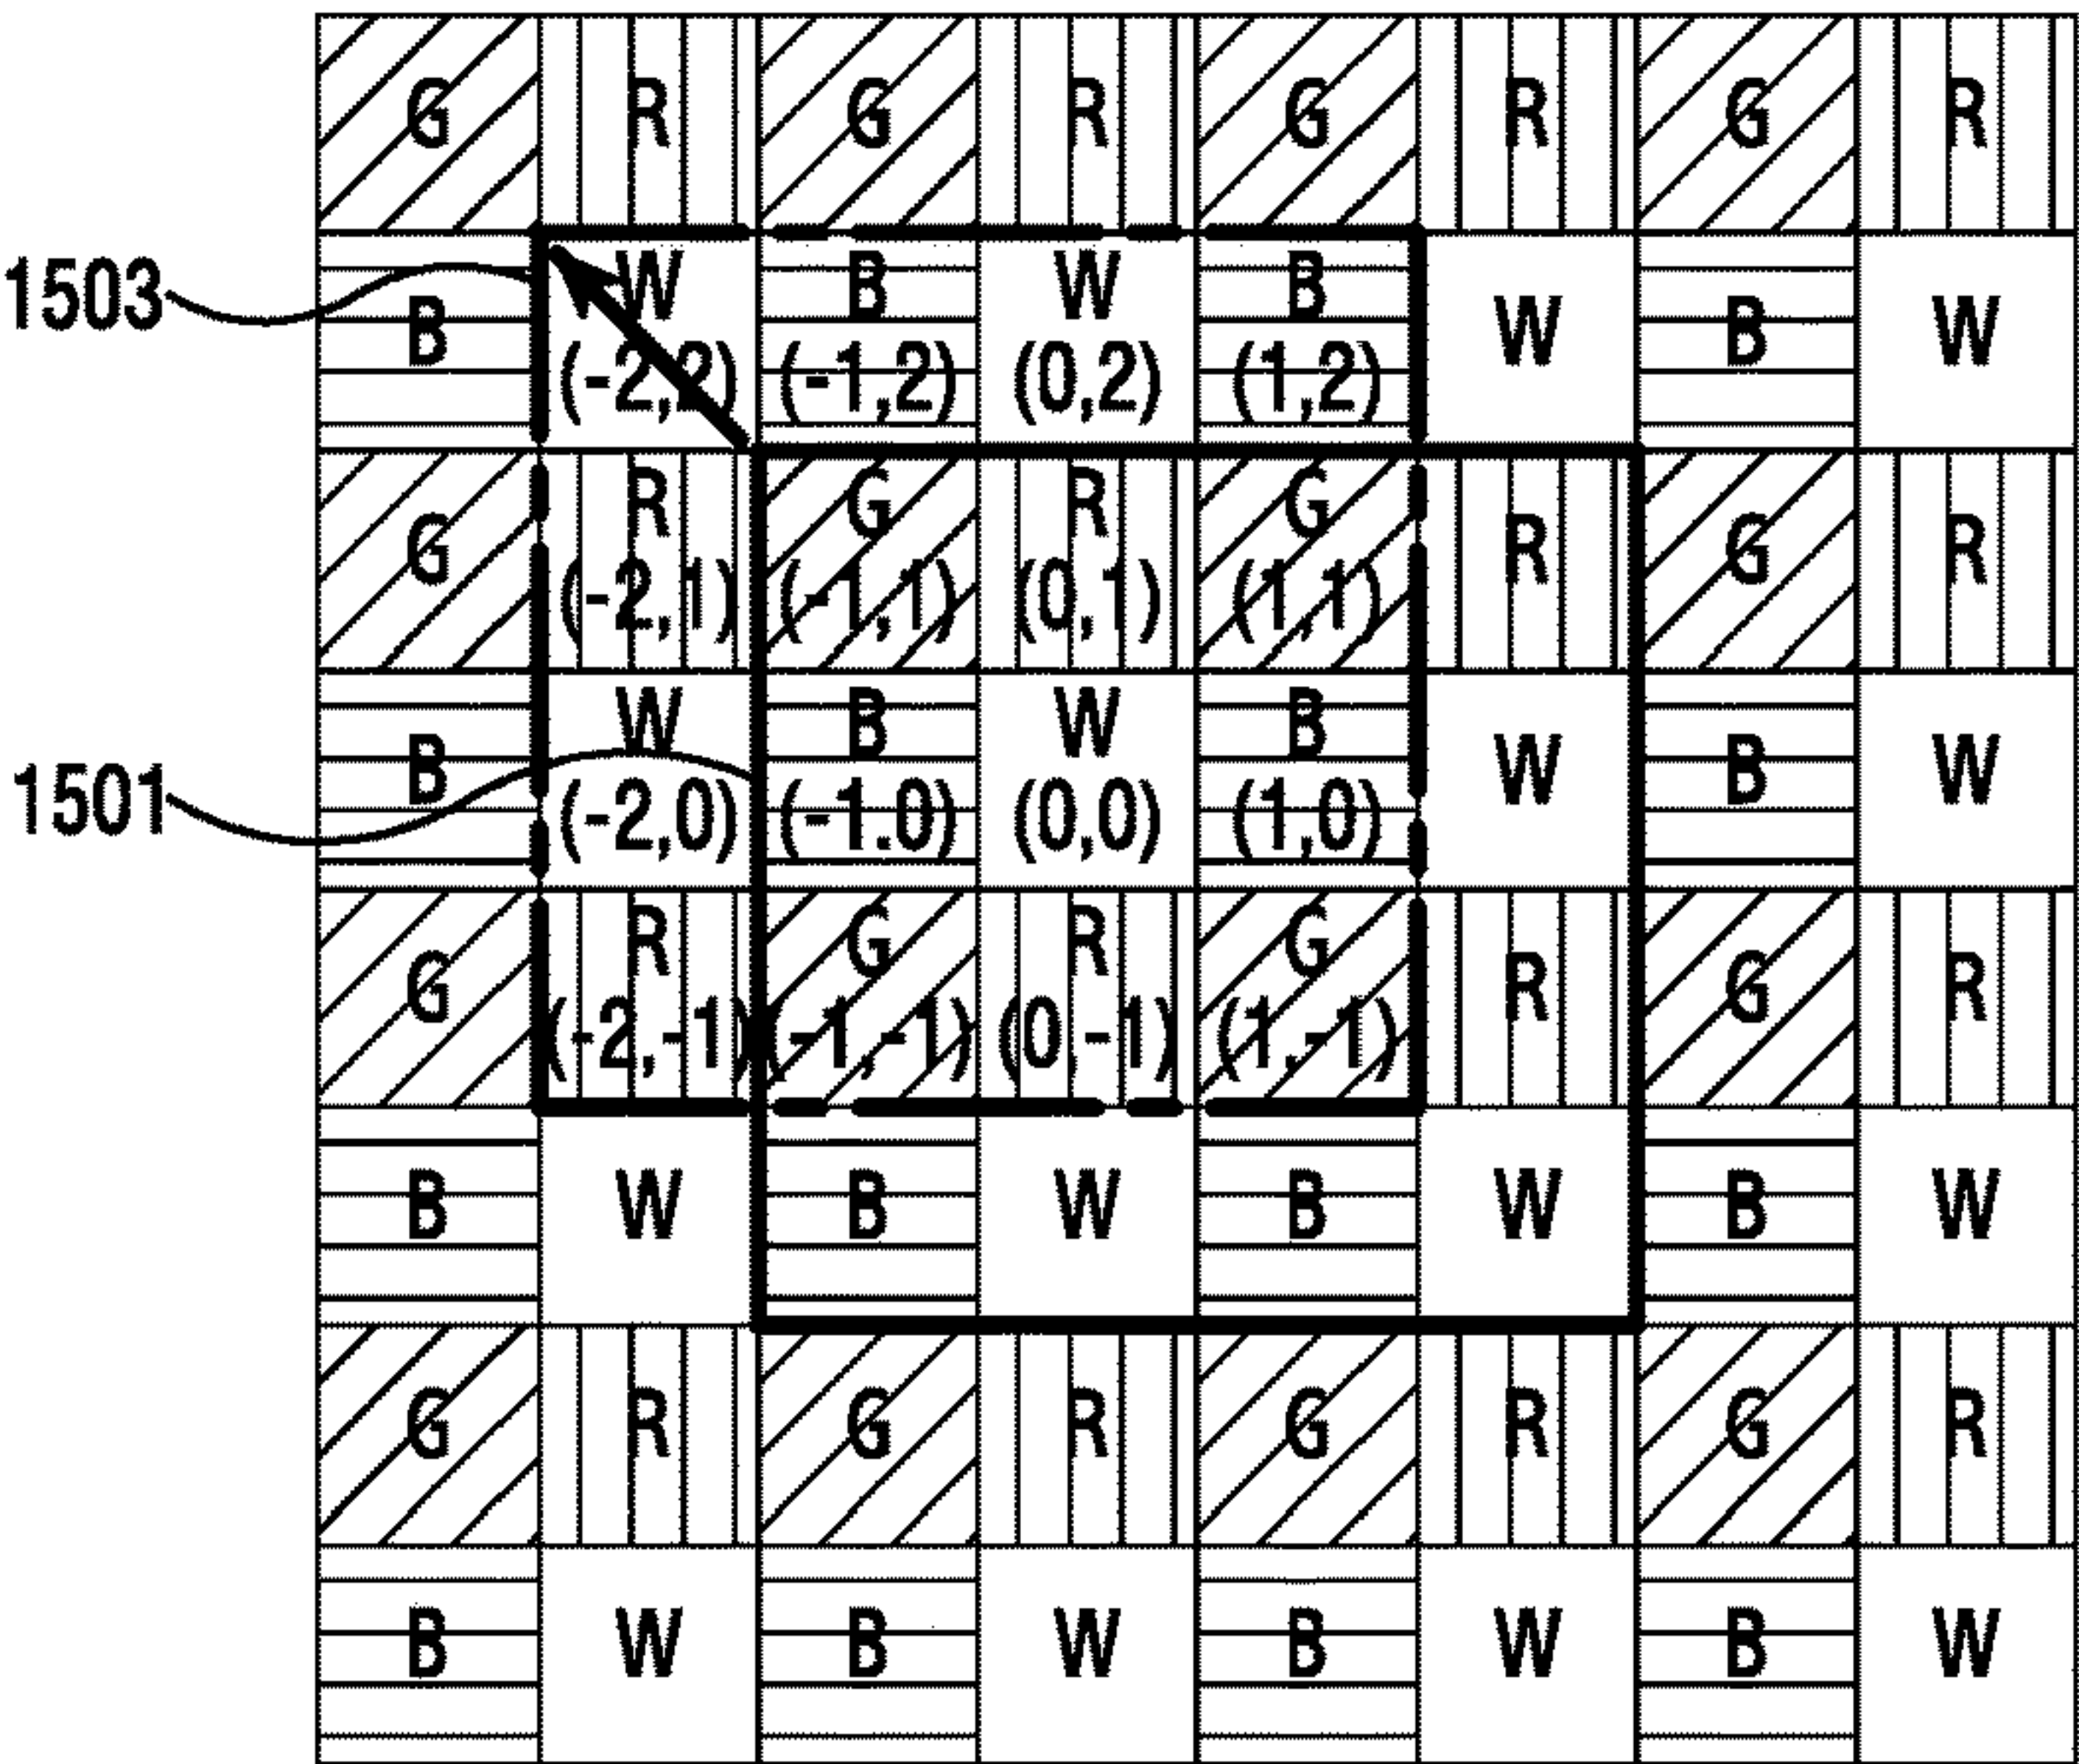 G R G R G R G R
1503
B W B W B W B W
(-2,2) (-1,2) (0,2) (1,2)
G R G R G R G R
(-2,1) (-1,1) (0,1) (1,1)
B W B W B W B W
1501
(-2,0) (-1.0) (0,0) (1,0)
G R G R G R G R
(-2,-1) (-1,-1) (0,-1) (1,-1)
B W B W B W B W
G R G R G R G R
B W B W B W B W